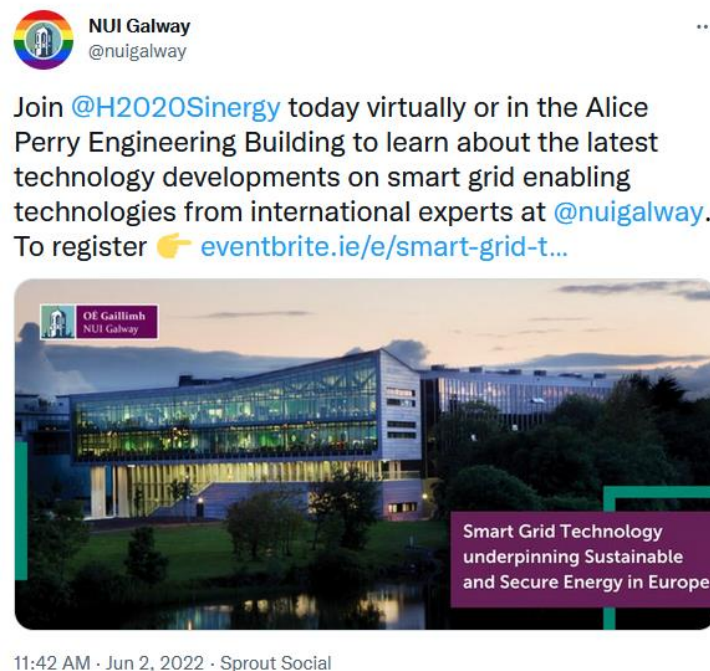 NUI Galway
@nuigalway
Join @H2020Sinergy today virtually or in the Alice
Perry Engineering Building to learn about the latest
technology developments on smart grid enabling
technologies from international experts at @nuigalway.
To register 👉 eventbrite.ie/e/smart-grid-t...
OÉ Gaillimh
NUI Galway
Smart Grid Technology
underpinning Sustainable
and Secure Energy in Europe
11:42 AM · Jun 2, 2022 · Sprout Social